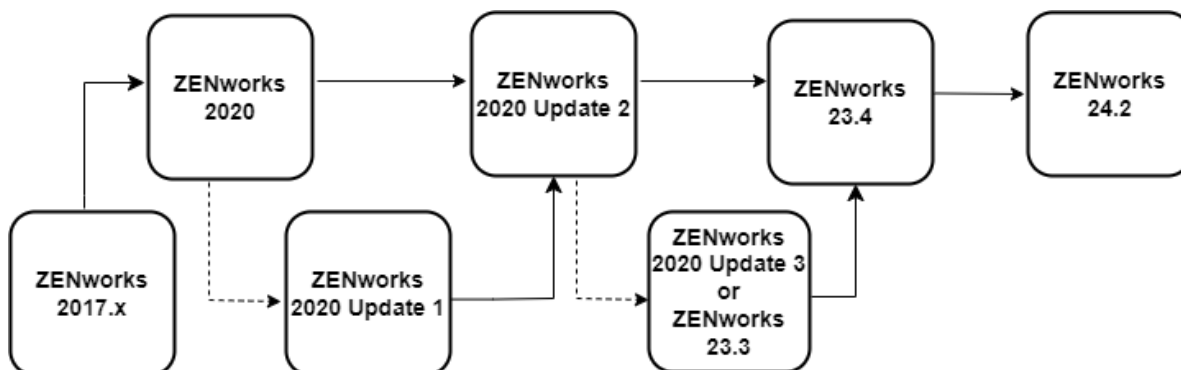 ZENworks
2020
ZENworks
2020 Update 2
ZENworks
23.4
ZENworks
24.2
ZENworks
2017.x
ZENworks
2020 Update 1
ZENworks
2020 Update 3
or
ZENworks
23.3